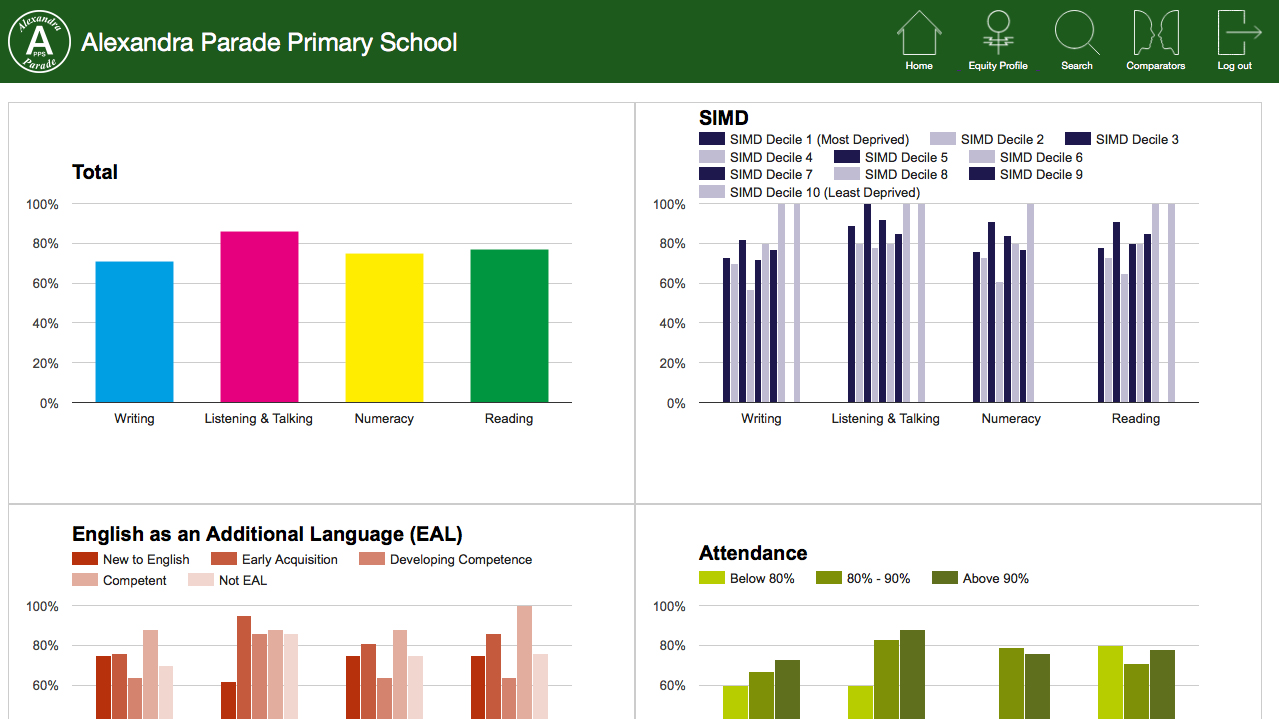 Alexandra
A
PPS
Parade
Alexandra Parade Primary School
Home
Equity Profile
Search
Comparators
Log out
Total
100%
80%
60%
40%
20%
0%
Writing Listening & Talking Numeracy Reading
SIMD
SIMD Decile 1 (Most Deprived) SIMD Decile 2 SIMD Decile 3
SIMD Decile 4 SIMD Decile 5 SIMD Decile 6
SIMD Decile 7 SIMD Decile 8 SIMD Decile 9
SIMD Decile 10 (Least Deprived)
100%
80%
60%
40%
20%
0%
Writing Listening & Talking Numeracy Reading
English as an Additional Language (EAL)
New to English Early Acquisition Developing Competence
Competent Not EAL
100%
80%
60%
Attendance
Below 80% 80% - 90% Above 90%
100%
80%
60%